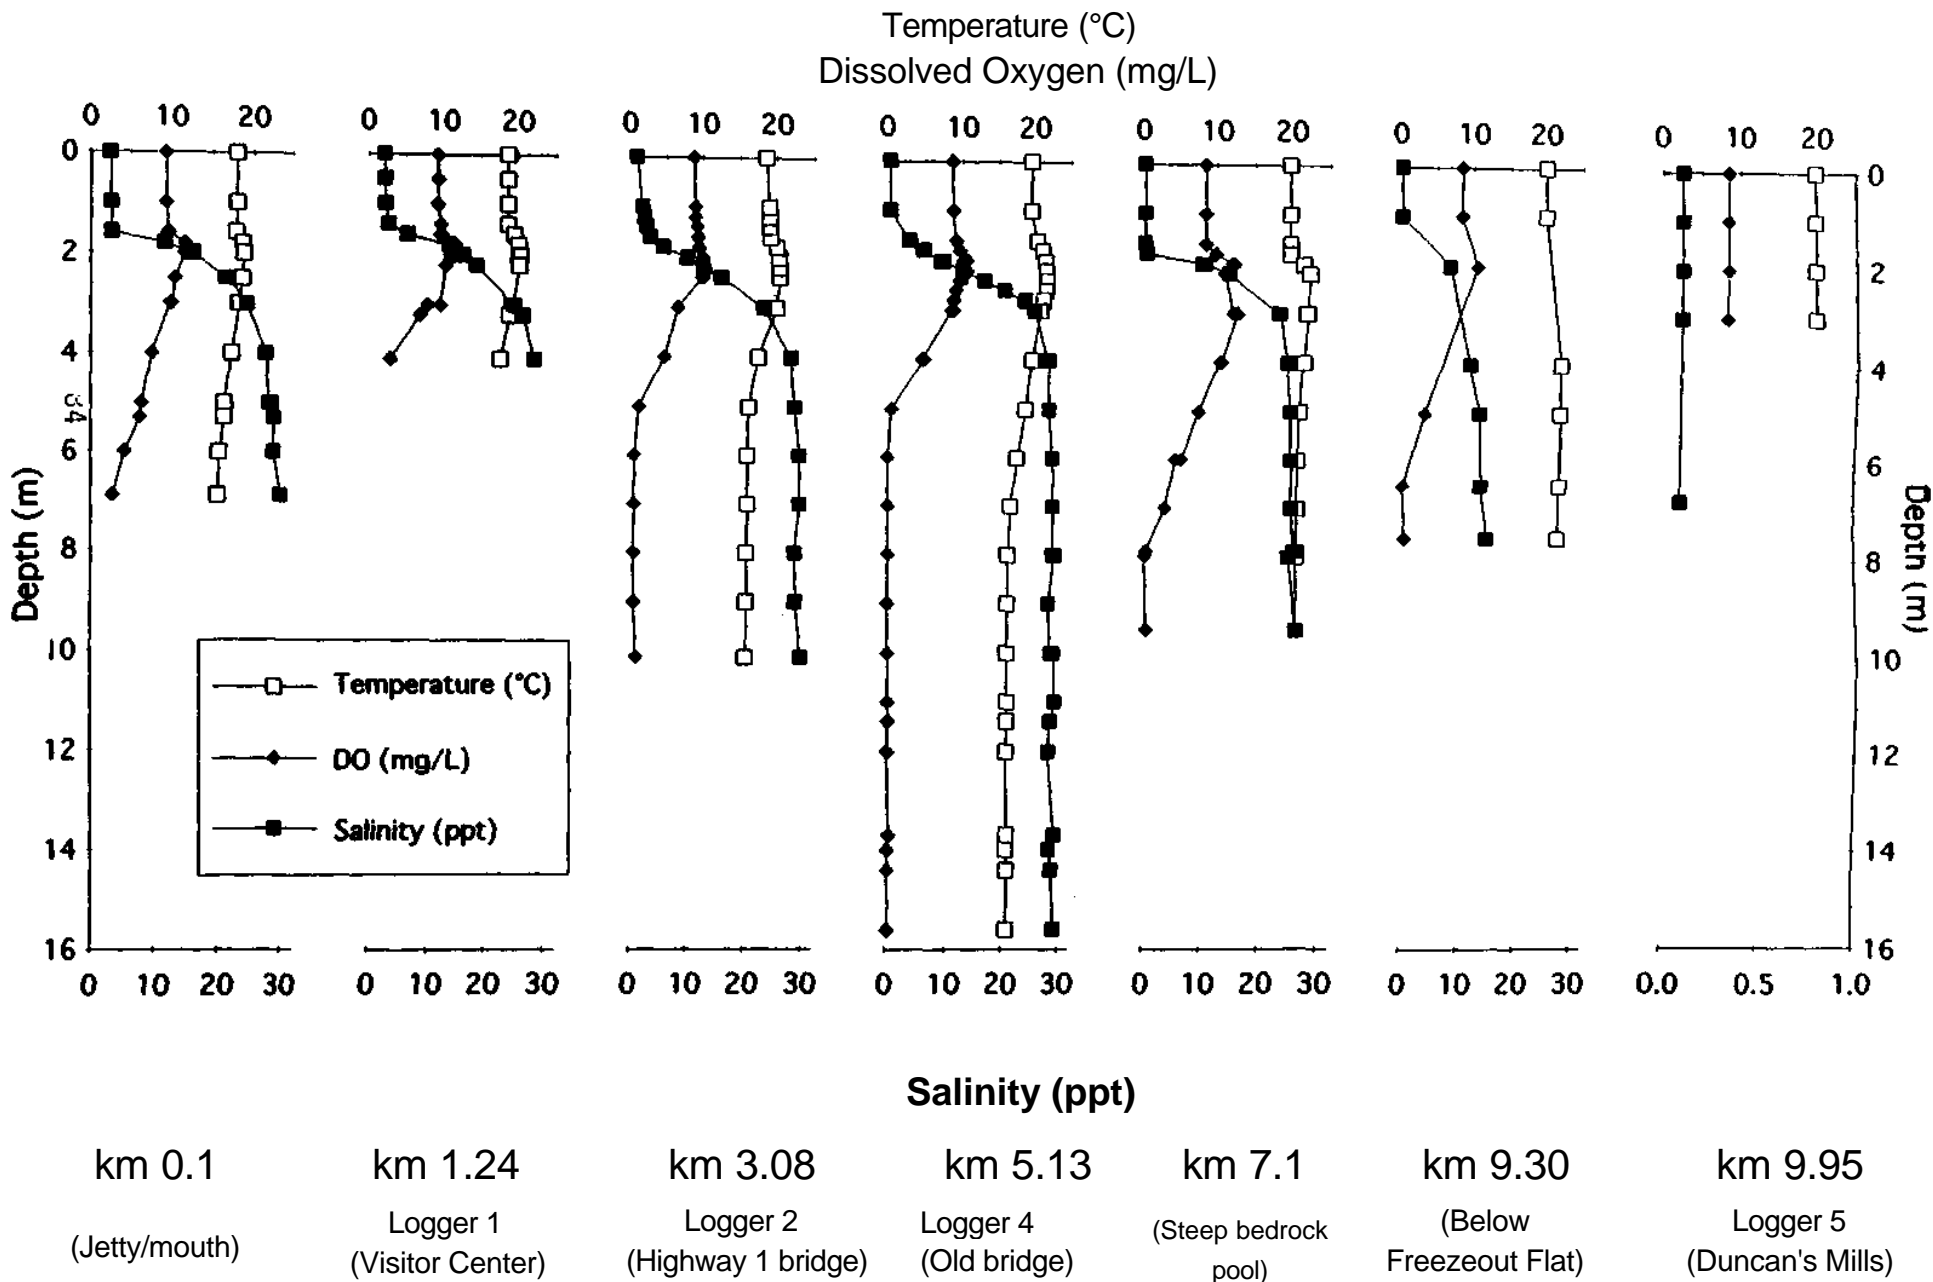 Temperature (°C)
Dissolved Oxygen (mg/L)
0 10 20 0 10 20 0 10 20 0 10 20 0 10 20 0 10 20 0 10 20
0
2
4
34
6
8
10
12
14
16
Depth (m)
0
2
4
6
8
10
12
14
16
Depth (m)
Temperature (°C)
DO (mg/L)
Salinity (ppt)
0 10 20 30 0 10 20 30 0 10 20 30 0 10 20 30 0 10 20 30 0 10 20 30 0.0 0.5 1.0
Salinity (ppt)
km 0.1 km 1.24 km 3.08 km 5.13 km 7.1 km 9.30 km 9.95
(Jetty/mouth)
Logger 1
(Visitor Center)
Logger 2
(Highway 1 bridge)
Logger 4
(Old bridge)
(Steep bedrock
pool)
(Below
Freezeout Flat)
Logger 5
(Duncan's Mills)